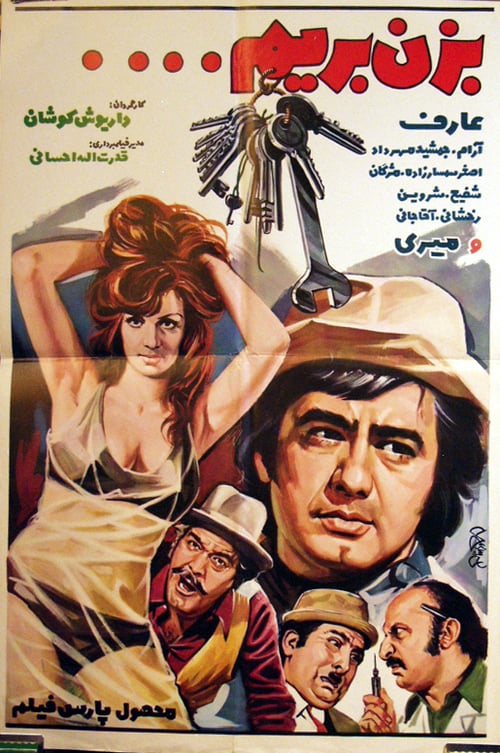 بزن بریم ....
کارگردان:
داریوش کوشان
مدیر فیلمبرداری:
قدرت اله احسانی
عارف
آرام. جمشید مهرداد
اصغر سمسارزاده. مژگان
شفیع. شروین
رخشانی. آقاجانی
و میری
محصول پارس فیلم